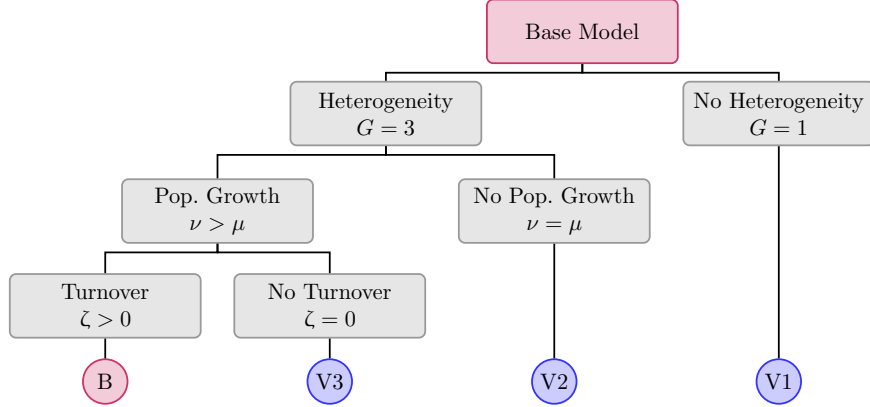 Base Model
Heterogeneity
G = 3
No Heterogeneity
G = 1
Pop. Growth
ν > μ
No Pop. Growth
ν = μ
Turnover
ζ > 0
No Turnover
ζ = 0
B
V3
V2
V1